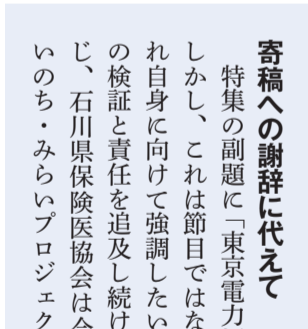 寄稿への謝辞に代えて
特集の副題に「東京電力
しかし、これは節目ではな
れ自身に向けて強調したい
の検証と責任を追及し続け
じ、石川県保険医協会は今
いのち・みらいプロジェク